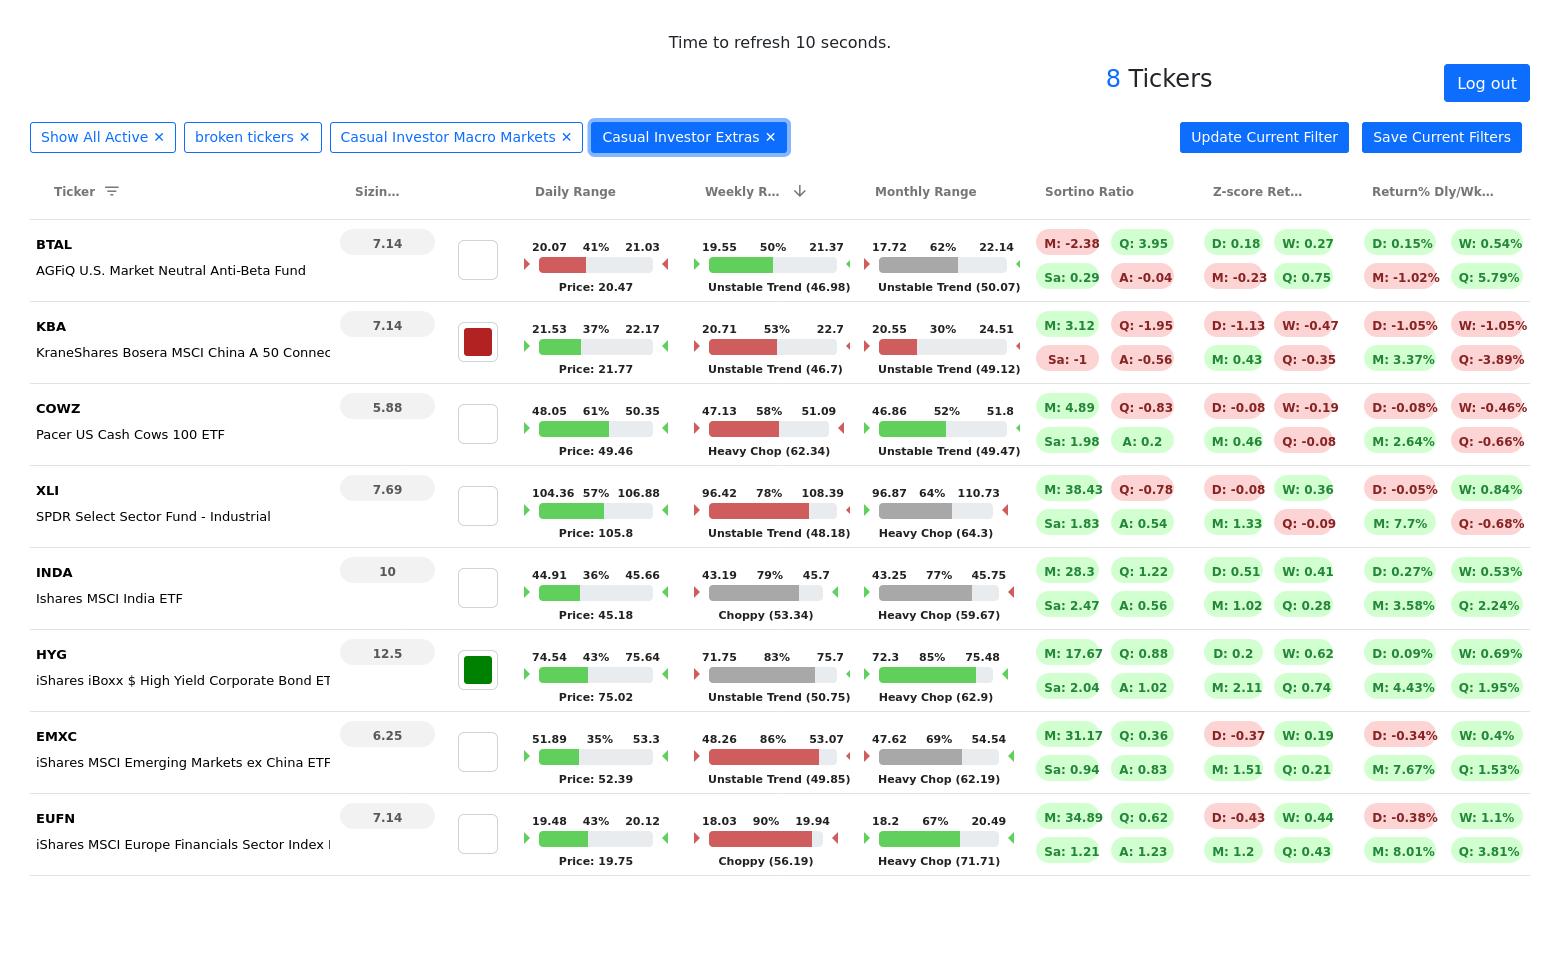 Time to refresh 10 seconds.
8 Tickers
Log out
Show All Active ✕ broken tickers ✕ Casual Investor Macro Markets ✕ Casual Investor Extras ✕ Update Current Filter Save Current Filters
Ticker Sizin… Daily Range Weekly R… Monthly Range Sortino Ratio Z-score Ret… Return% Dly/Wk…
BTAL 7.14 20.07 41% 21.03 19.55 50% 21.37 17.72 62% 22.14 M: -2.38 Q: 3.95 D: 0.18 W: 0.27 D: 0.15% W: 0.54%
AGFiQ U.S. Market Neutral Anti-Beta Fund Sa: 0.29 A: -0.04 M: -0.23 Q: 0.75 M: -1.02% Q: 5.79%
Price: 20.47 Unstable Trend (46.98) Unstable Trend (50.07)
KBA 7.14 21.53 37% 22.17 20.71 53% 22.7 20.55 30% 24.51 M: 3.12 Q: -1.95 D: -1.13 W: -0.47 D: -1.05% W: -1.05%
KraneShares Bosera MSCI China A 50 Connec Sa: -1 A: -0.56 M: 0.43 Q: -0.35 M: 3.37% Q: -3.89%
Price: 21.77 Unstable Trend (46.7) Unstable Trend (49.12)
COWZ 5.88 48.05 61% 50.35 47.13 58% 51.09 46.86 52% 51.8 M: 4.89 Q: -0.83 D: -0.08 W: -0.19 D: -0.08% W: -0.46%
Pacer US Cash Cows 100 ETF Sa: 1.98 A: 0.2 M: 0.46 Q: -0.08 M: 2.64% Q: -0.66%
Price: 49.46 Heavy Chop (62.34) Unstable Trend (49.47)
XLI 7.69 104.36 57% 106.88 96.42 78% 108.39 96.87 64% 110.73 M: 38.43 Q: -0.78 D: -0.08 W: 0.36 D: -0.05% W: 0.84%
SPDR Select Sector Fund - Industrial Sa: 1.83 A: 0.54 M: 1.33 Q: -0.09 M: 7.7% Q: -0.68%
Price: 105.8 Unstable Trend (48.18) Heavy Chop (64.3)
INDA 10 44.91 36% 45.66 43.19 79% 45.7 43.25 77% 45.75 M: 28.3 Q: 1.22 D: 0.51 W: 0.41 D: 0.27% W: 0.53%
Ishares MSCI India ETF Sa: 2.47 A: 0.56 M: 1.02 Q: 0.28 M: 3.58% Q: 2.24%
Price: 45.18 Choppy (53.34) Heavy Chop (59.67)
HYG 12.5 74.54 43% 75.64 71.75 83% 75.7 72.3 85% 75.48 M: 17.67 Q: 0.88 D: 0.2 W: 0.62 D: 0.09% W: 0.69%
iShares iBoxx $ High Yield Corporate Bond ET Sa: 2.04 A: 1.02 M: 2.11 Q: 0.74 M: 4.43% Q: 1.95%
Price: 75.02 Unstable Trend (50.75) Heavy Chop (62.9)
EMXC 6.25 51.89 35% 53.3 48.26 86% 53.07 47.62 69% 54.54 M: 31.17 Q: 0.36 D: -0.37 W: 0.19 D: -0.34% W: 0.4%
iShares MSCI Emerging Markets ex China ETF Sa: 0.94 A: 0.83 M: 1.51 Q: 0.21 M: 7.67% Q: 1.53%
Price: 52.39 Unstable Trend (49.85) Heavy Chop (62.19)
EUFN 7.14 19.48 43% 20.12 18.03 90% 19.94 18.2 67% 20.49 M: 34.89 Q: 0.62 D: -0.43 W: 0.44 D: -0.38% W: 1.1%
iShares MSCI Europe Financials Sector Index Sa: 1.21 A: 1.23 M: 1.2 Q: 0.43 M: 8.01% Q: 3.81%
Price: 19.75 Choppy (56.19) Heavy Chop (71.71)